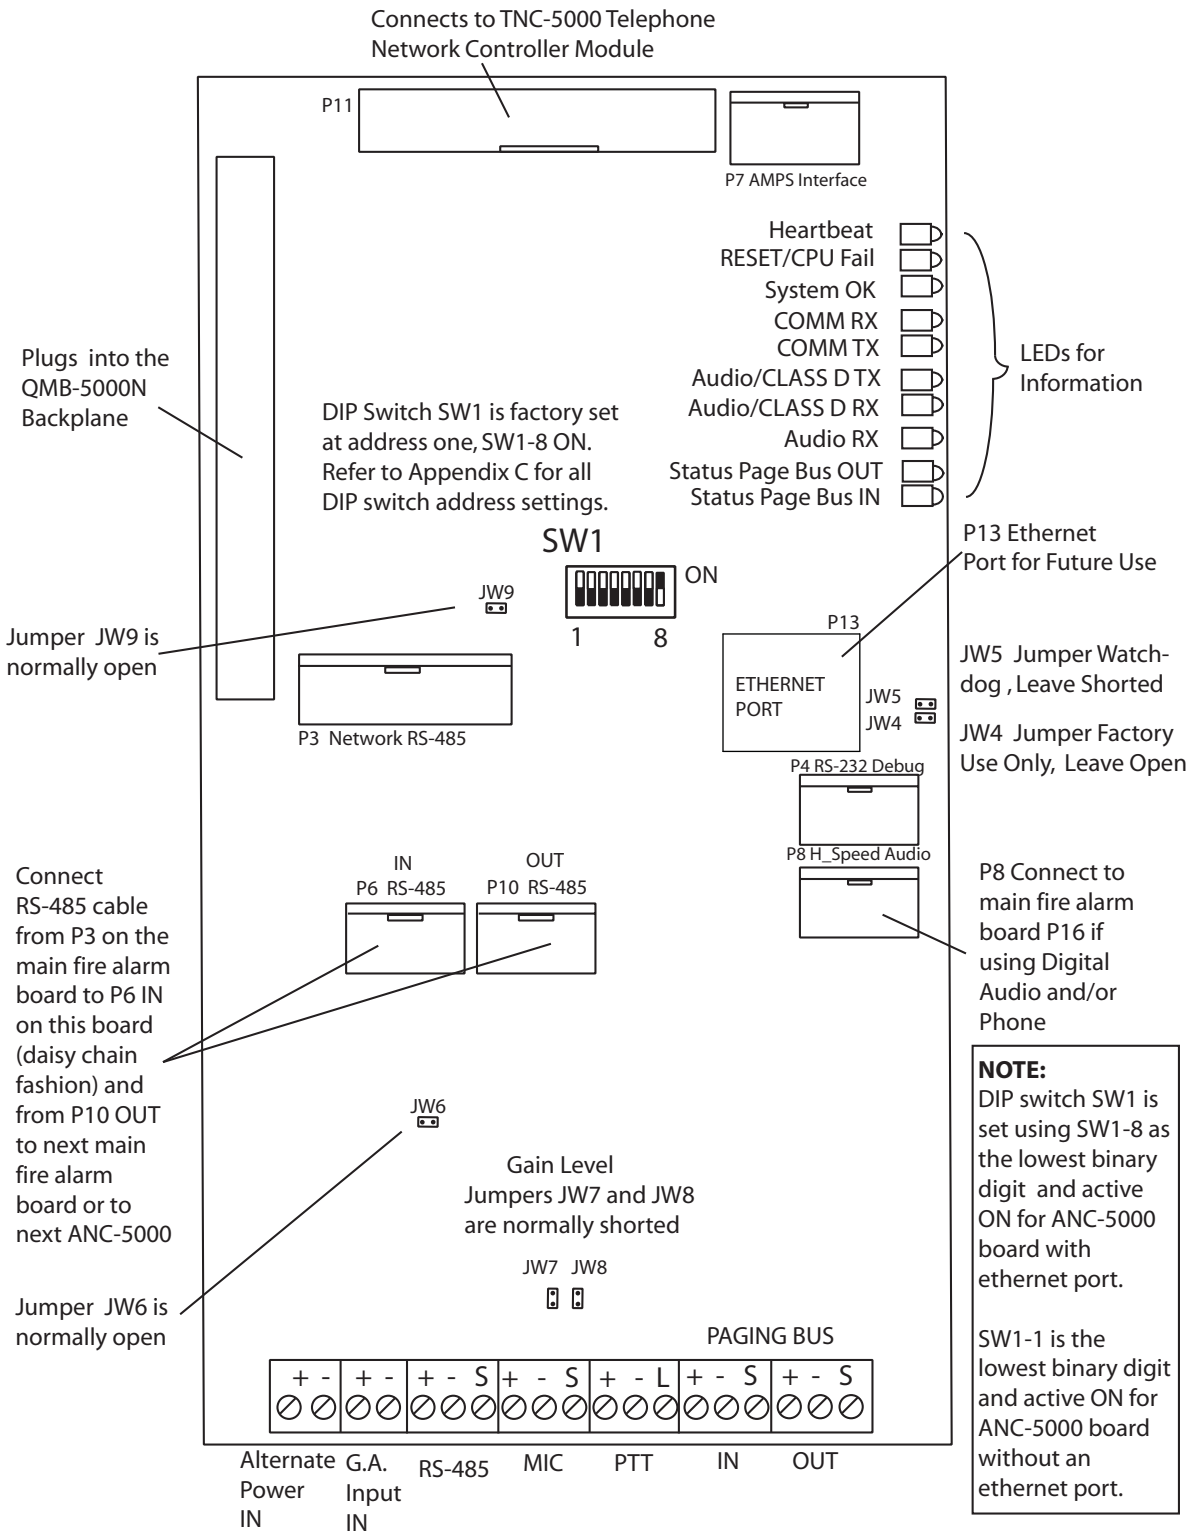 Connects to TNC-5000 Telephone
Network Controller Module
P11
P7 AMPS Interface
Heartbeat
RESET/CPU Fail
System OK
COMM RX
COMM TX
Audio/CLASS D TX
Audio/CLASS D RX
Audio RX
Status Page Bus OUT
Status Page Bus IN
LEDs for
Information
Plugs into the
QMB-5000N
Backplane
DIP Switch SW1 is factory set
at address one, SW1-8 ON.
Refer to Appendix C for all
DIP switch address settings.
SW1
ON
1 8
JW9
Jumper JW9 is
normally open
P13 Ethernet
Port for Future Use
P13
ETHERNET
PORT
JW5
JW4
JW5 Jumper Watch-
dog , Leave Shorted
JW4 Jumper Factory
Use Only, Leave Open
P3 Network RS-485
P4 RS-232 Debug
P8 H_Speed Audio
P8 Connect to
main fire alarm
board P16 if
using Digital
Audio and/or
Phone
IN
P6 RS-485
OUT
P10 RS-485
Connect
RS-485 cable
from P3 on the
main fire alarm
board to P6 IN
on this board
(daisy chain
fashion) and
from P10 OUT
to next main
fire alarm
board or to
next ANC-5000
JW6
Jumper JW6 is
normally open
Gain Level
Jumpers JW7 and JW8
are normally shorted
JW7 JW8
NOTE:
DIP switch SW1 is
set using SW1-8 as
the lowest binary
digit and active
ON for ANC-5000
board with
ethernet port.
SW1-1 is the
lowest binary digit
and active ON for
ANC-5000 board
without an
ethernet port.
PAGING BUS
+ - + - + - S + - S + - L + - S + - S
Alternate
Power
IN
G.A.
Input
IN
RS-485
MIC
PTT
IN
OUT